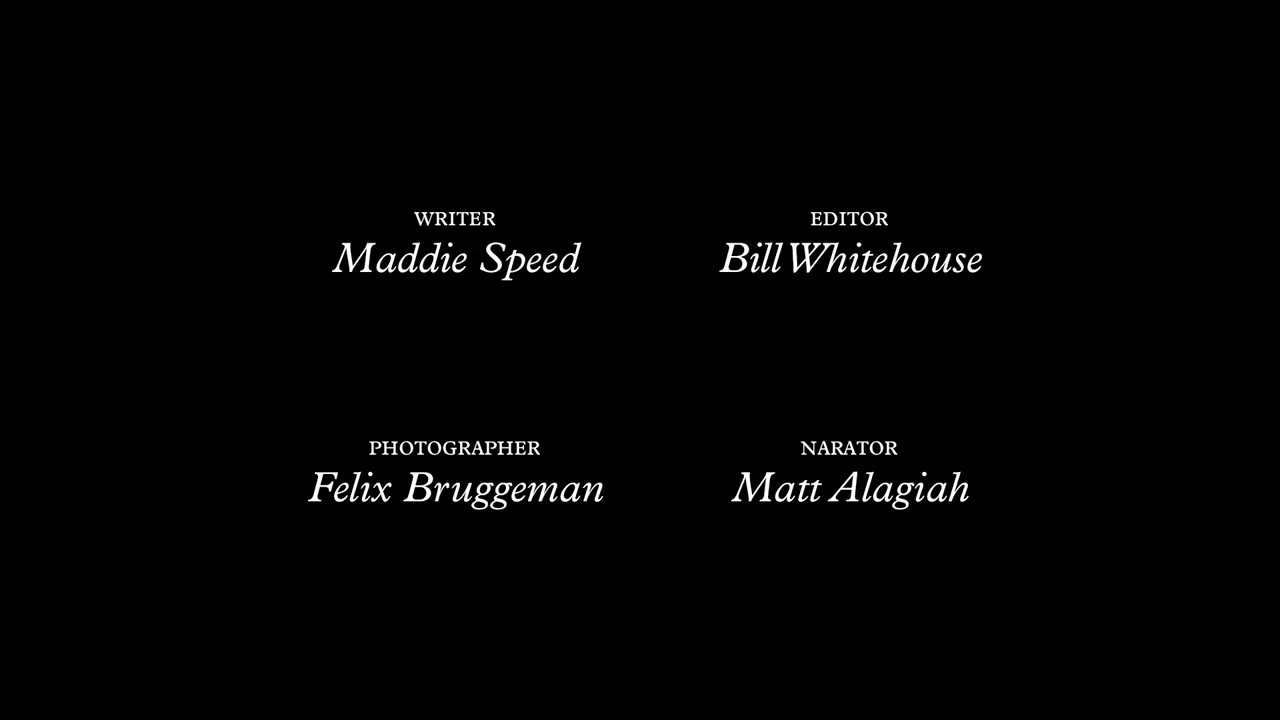 WRITER
Maddie Speed
EDITOR
Bill Whitehouse
PHOTOGRAPHER
Felix Bruggeman
NARATOR
Matt Alagiah